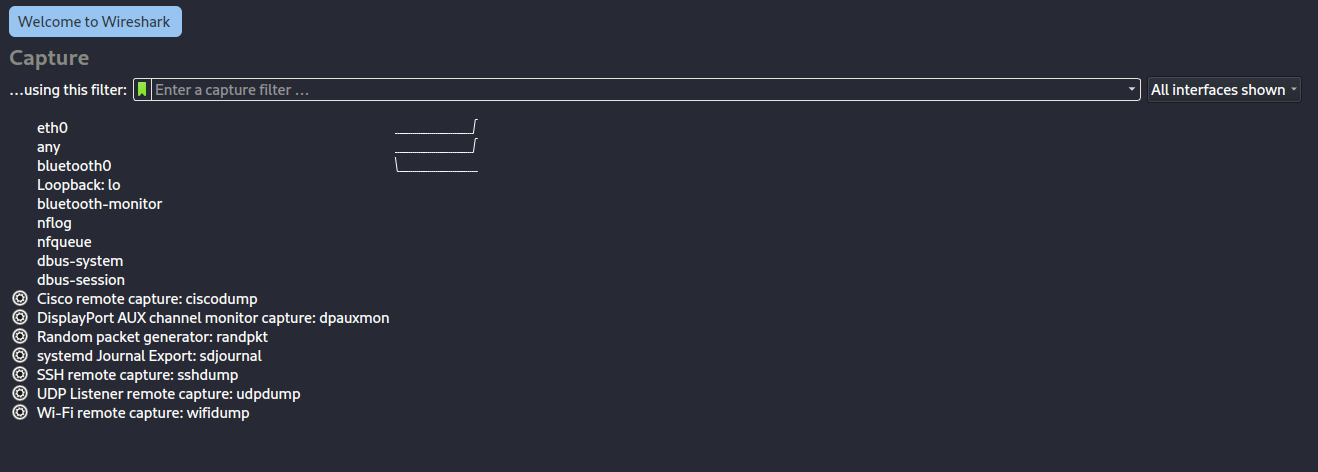 Welcome to Wireshark
Capture
...using this filter: Enter a capture filter ... All interfaces shown
eth0
any
bluetooth0
Loopback: lo
bluetooth-monitor
nflog
nfqueue
dbus-system
dbus-session
Cisco remote capture: ciscodump
DisplayPort AUX channel monitor capture: dpauxmon
Random packet generator: randpkt
systemd Journal Export: sdjournal
SSH remote capture: sshdump
UDP Listener remote capture: udpdump
Wi-Fi remote capture: wifidump